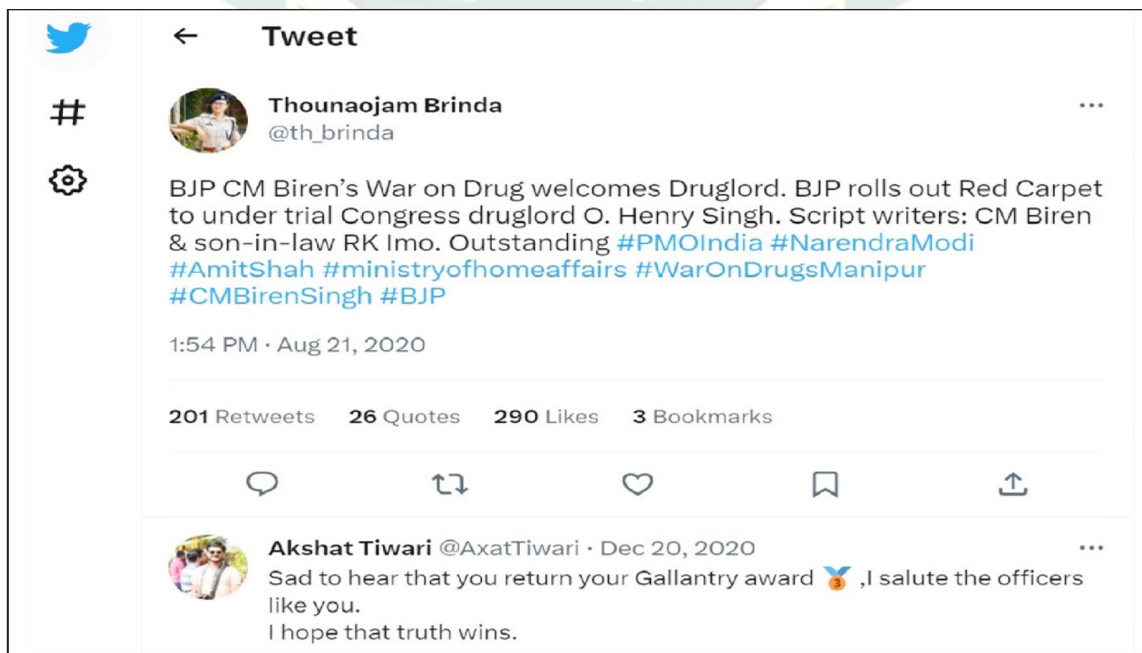 Tweet
Thounaojam Brinda
@th_brinda
BJP CM Biren’s War on Drug welcomes Druglord. BJP rolls out Red Carpet
to under trial Congress druglord O. Henry Singh. Script writers: CM Biren
& son-in-law RK Imo. Outstanding #PMOIndia #NarendraModi
#AmitShah #ministryofhomeaffairs #WarOnDrugsManipur
#CMBirenSingh #BJP
1:54 PM · Aug 21, 2020
201 Retweets 26 Quotes 290 Likes 3 Bookmarks
Akshat Tiwari @AxatTiwari · Dec 20, 2020
Sad to hear that you return your Gallantry award 🥉 ,I salute the officers
like you.
I hope that truth wins.